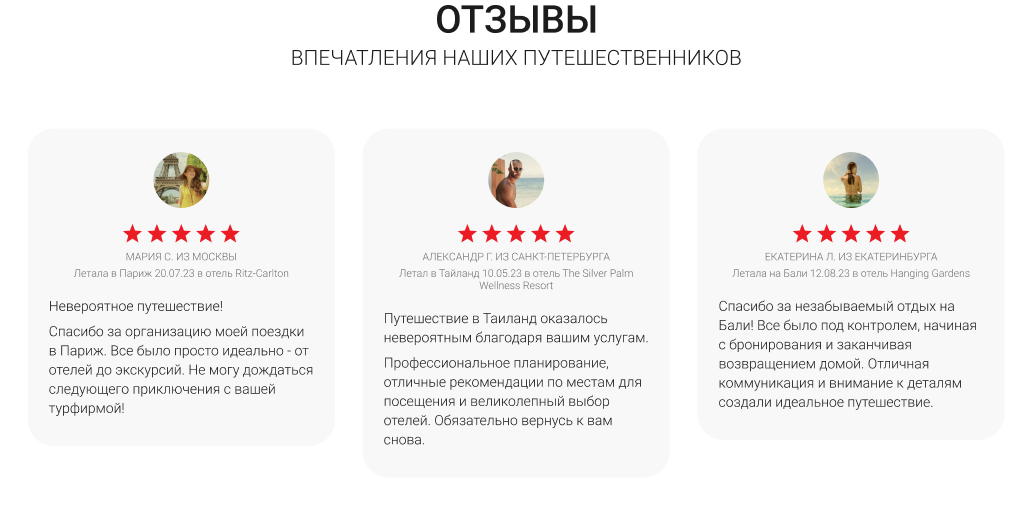 ОТЗЫВЫ
ВПЕЧАТЛЕНИЯ НАШИХ ПУТЕШЕСТВЕННИКОВ
МАРИЯ С. ИЗ МОСКВЫ
Летала в Париж 20.07.23 в отель Ritz-Carlton
Невероятное путешествие!
Спасибо за организацию моей поездки
в Париж. Все было просто идеально - от
отелей до экскурсий. Не могу дождаться
следующего приключения с вашей
турфирмой!
АЛЕКСАНДР Г. ИЗ САНКТ-ПЕТЕРБУРГА
Летал в Тайланд 10.05.23 в отель The Silver Palm
Wellness Resort
Путешествие в Таиланд оказалось
невероятным благодаря вашим услугам.
Профессиональное планирование,
отличные рекомендации по местам для
посещения и великолепный выбор
отелей. Обязательно вернусь к вам
снова.
ЕКАТЕРИНА Л. ИЗ ЕКАТЕРИНБУРГА
Летала на Бали 12.08.23 в отель Hanging Gardens
Спасибо за незабываемый отдых на
Бали! Все было под контролем, начиная
с бронирования и заканчивая
возвращением домой. Отличная
коммуникация и внимание к деталям
создали идеальное путешествие.